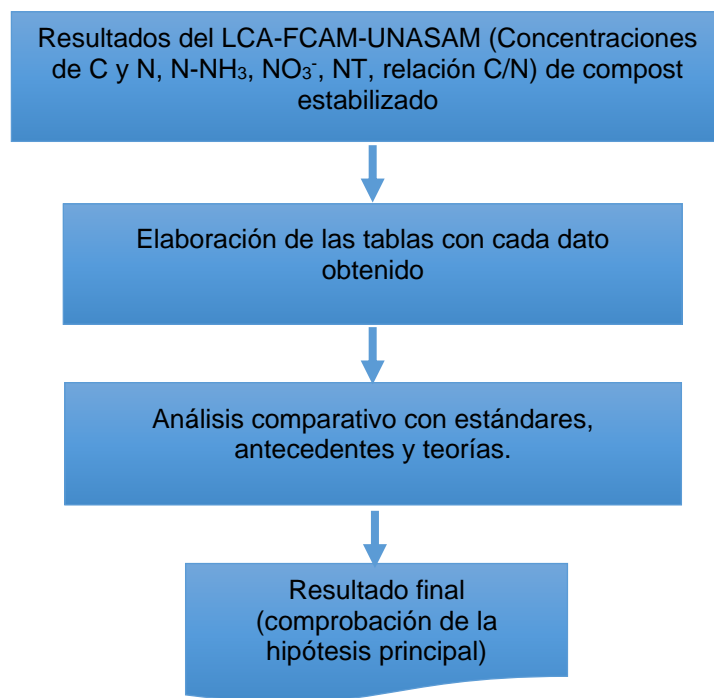 Resultados del LCA-FCAM-UNASAM (Concentraciones
de C y N, N-NH₃, NO₃⁻, NT, relación C/N) de compost
estabilizado
Elaboración de las tablas con cada dato
obtenido
Análisis comparativo con estándares,
antecedentes y teorías.
Resultado final
(comprobación de la
hipótesis principal)